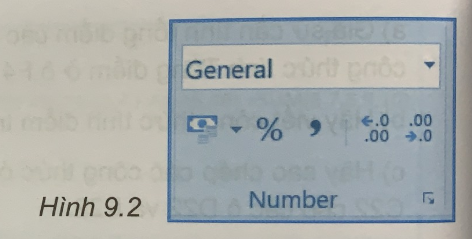 General
% , ←.0 .00
.00 →.0
Number
Hình 9.2